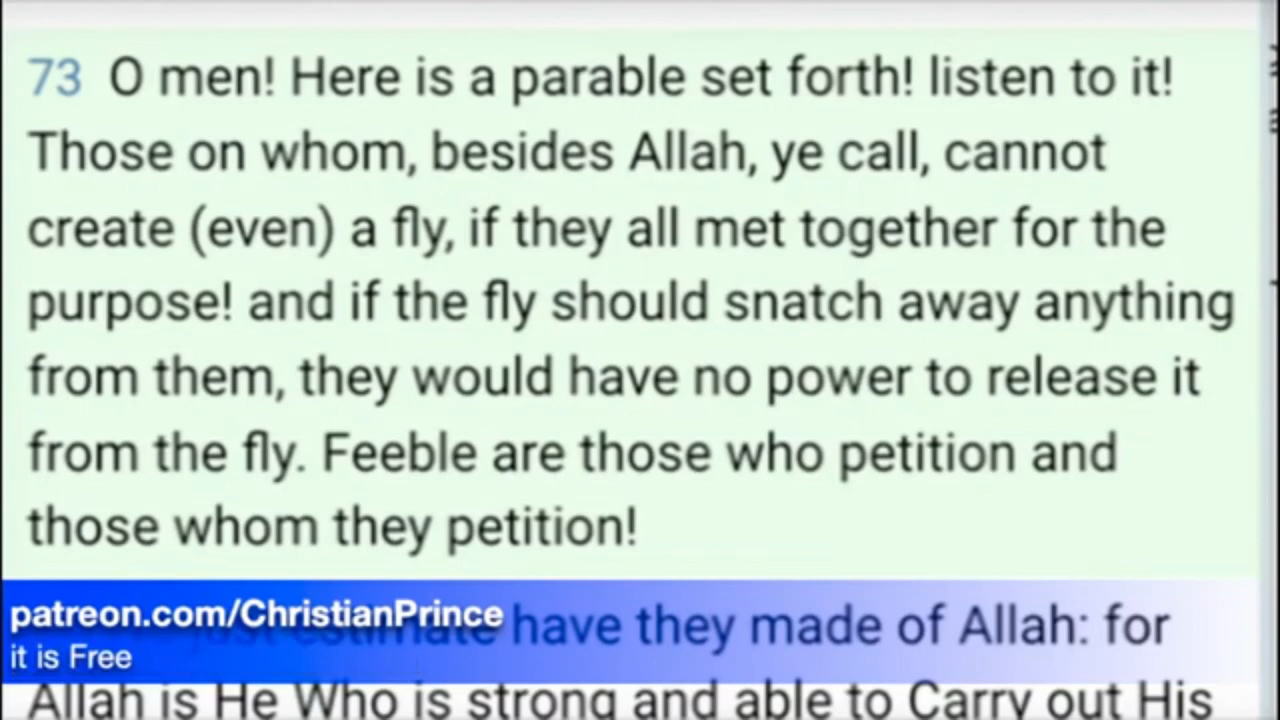 73 O men! Here is a parable set forth! listen to it!
Those on whom, besides Allah, ye call, cannot
create (even) a fly, if they all met together for the
purpose! and if the fly should snatch away anything
from them, they would have no power to release it
from the fly. Feeble are those who petition and
those whom they petition!
patreon.com/ChristianPrince
just estimate have they made of Allah: for
it is Free
Allah is He Who is strong and able to Carry out His